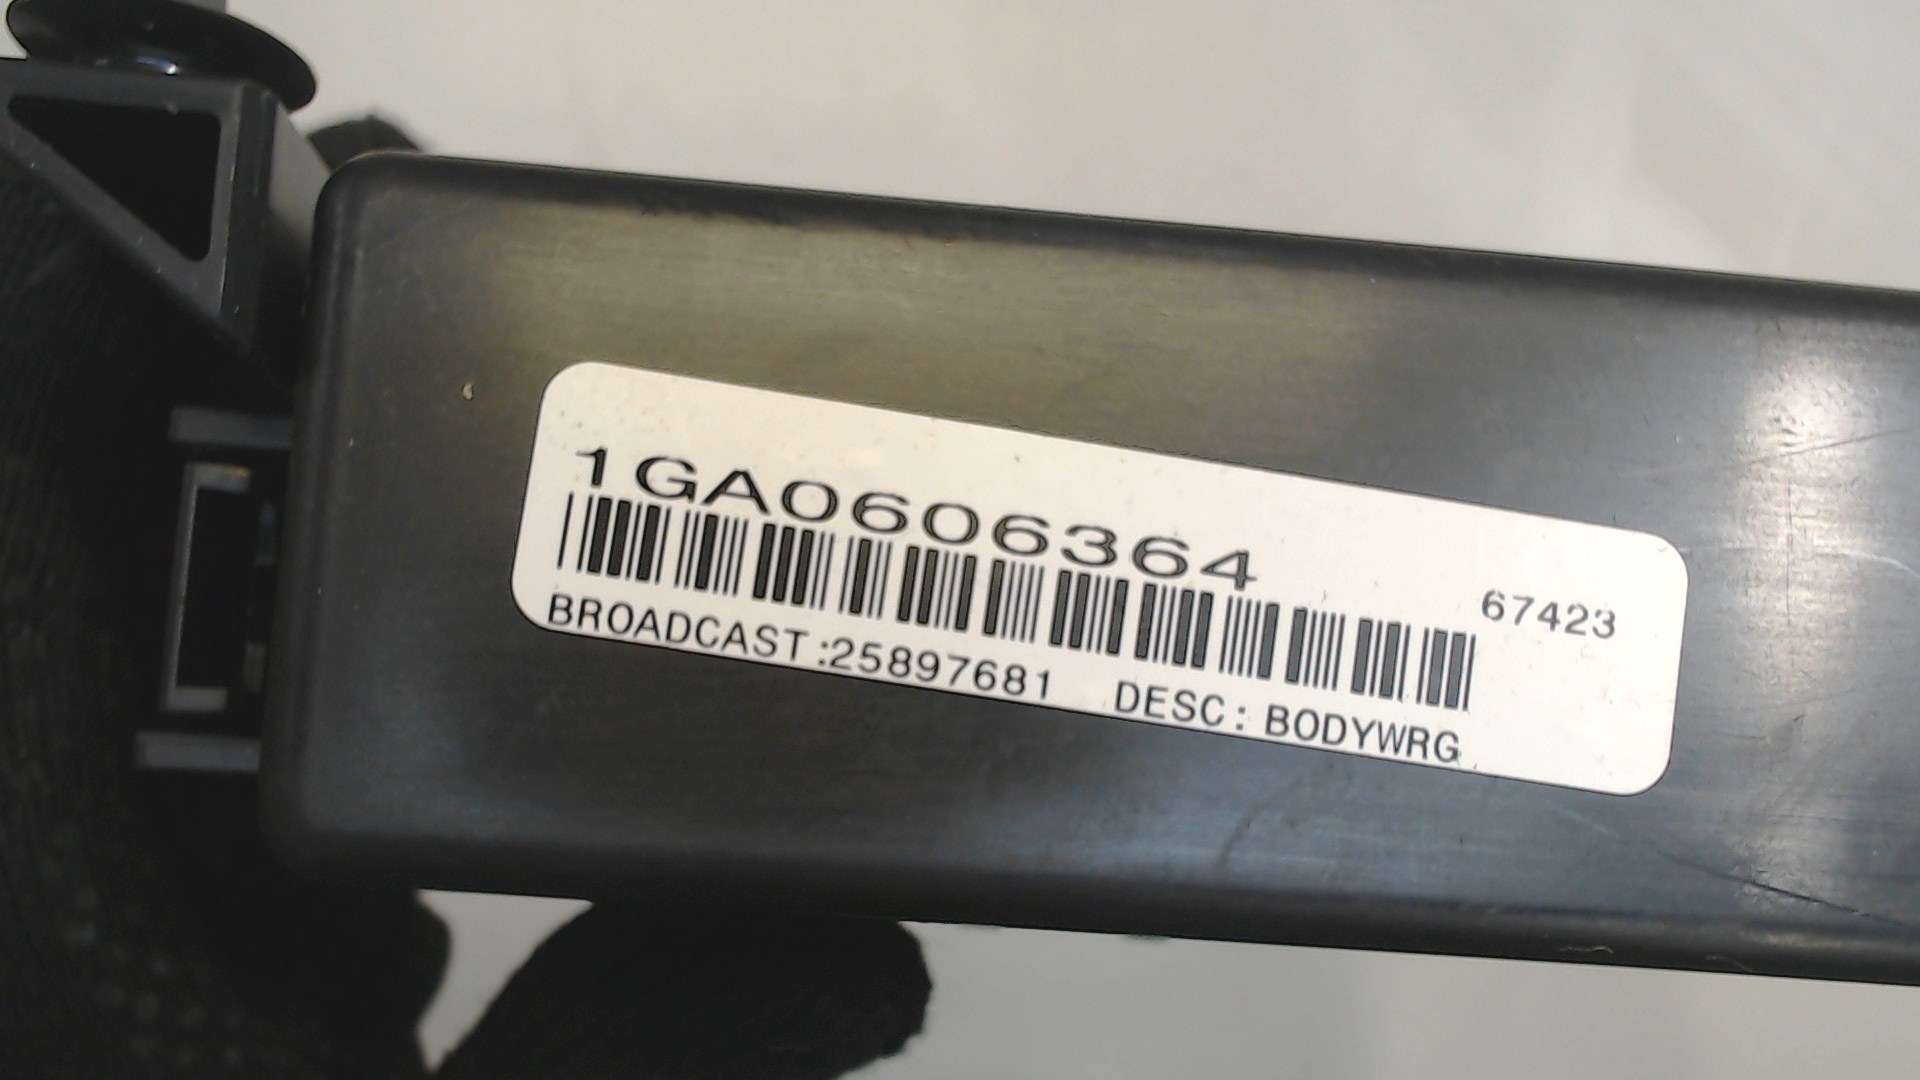 1GA0606364
67423
BROADCAST:25897681 DESC: BODYWRG